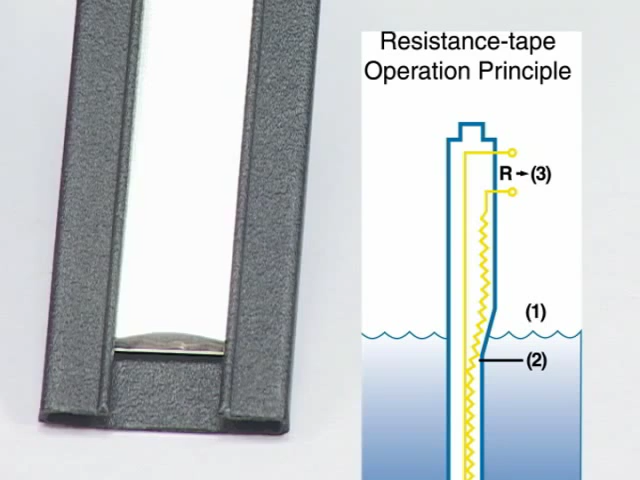 Resistance-tape
Operation Principle
R→(3)
(1)
(2)